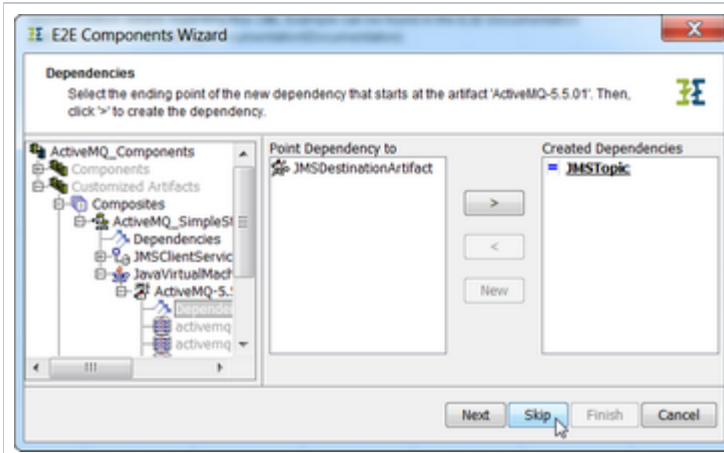 E2E Components Wizard
Dependencies
Select the ending point of the new dependency that starts at the artifact 'ActiveMQ-5.5.01'. Then,
click '>' to create the dependency.
ActiveMQ_Components
Components
Customized Artifacts
Composites
ActiveMQ_SimpleSt
Dependencies
JMSClientServic
JavaVirtualMach
ActiveMQ-5.
Depende
activemq
activemq
Point Dependency to
JMSDestinationArtifact
>
<
New
Created Dependencies
= JMSTopic
Next Skip Finish Cancel